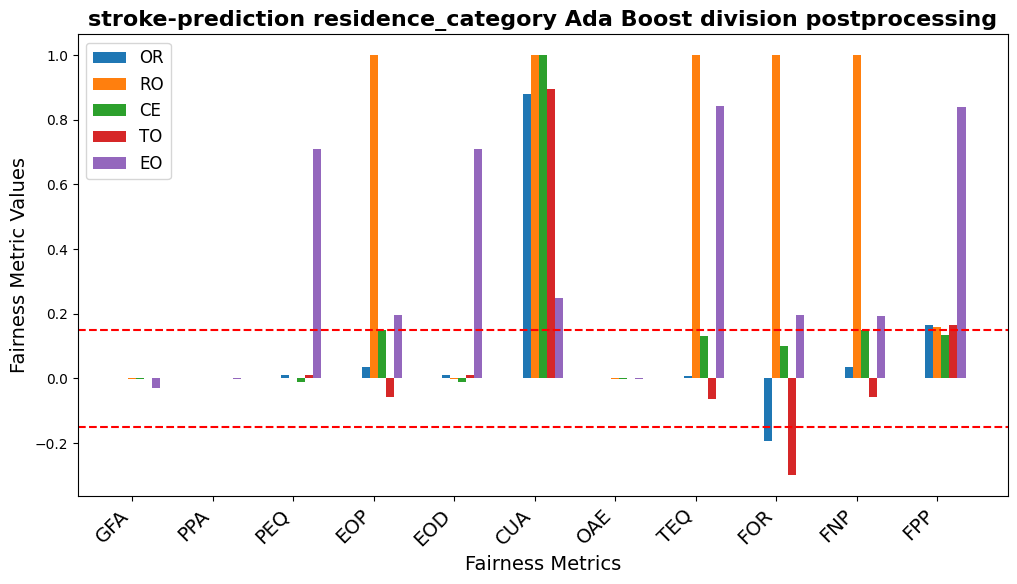 stroke-prediction residence_category Ada Boost division postprocessing
OR
RO
CE
TO
EO
Fairness Metric Values
1.0
0.8
0.6
0.4
0.2
0.0
−0.2
GFA
PPA
PEQ
EOP
EOD
CUA
OAE
TEQ
FOR
FNP
FPP
Fairness Metrics